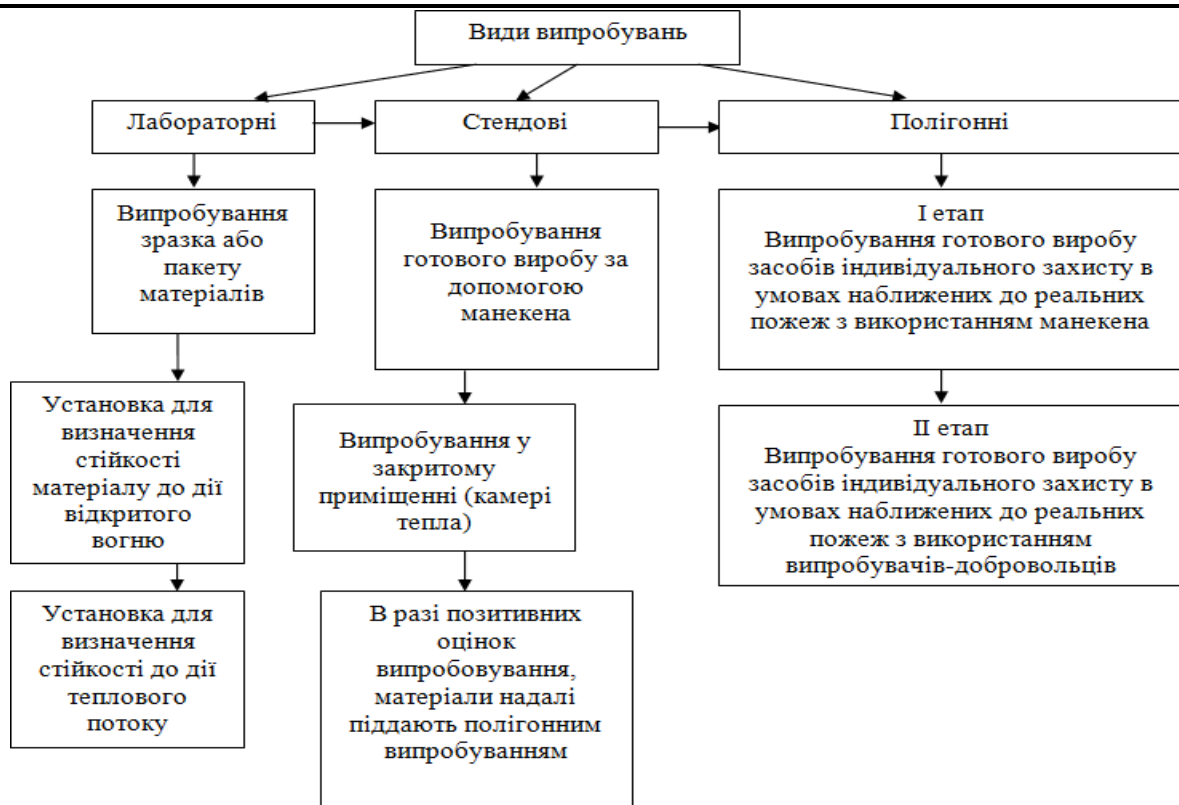 Види випробувань
Лабораторні
Стендові
Полігонні
Випробування
зразка або
пакету
матеріалів
Випробування
готового виробу за
допомогою
манекена
І етап
Випробування готового виробу
засобів індивідуального захисту в
умовах наближених до реальних
пожеж з використанням манекена
Установка для
визначення
стійкості
матеріалу до дії
відкритого
вогню
Випробування у
закритому
приміщенні (камері
тепла)
ІІ етап
Випробування готового виробу
засобів індивідуального захисту в
умовах наближених до реальних
пожеж з використанням
випробувачів-добровольців
Установка для
визначення
стійкості до дії
теплового
потоку
В разі позитивних
оцінок
випробовування,
матеріали надалі
піддають полігонним
випробуванням